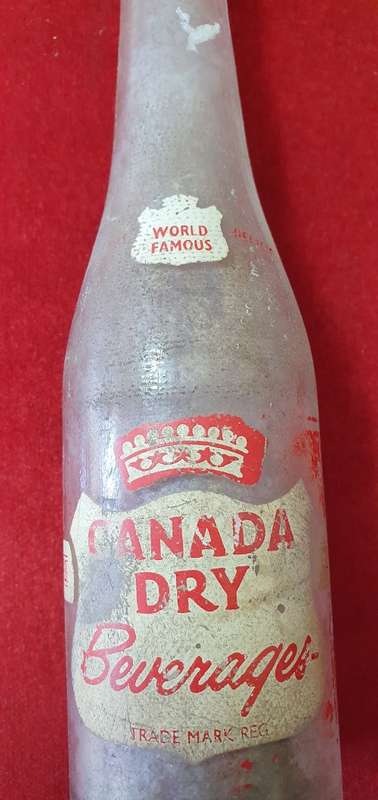 WORLD
FAMOUS
CANADA
DRY
Beverages
TRADE MARK REG